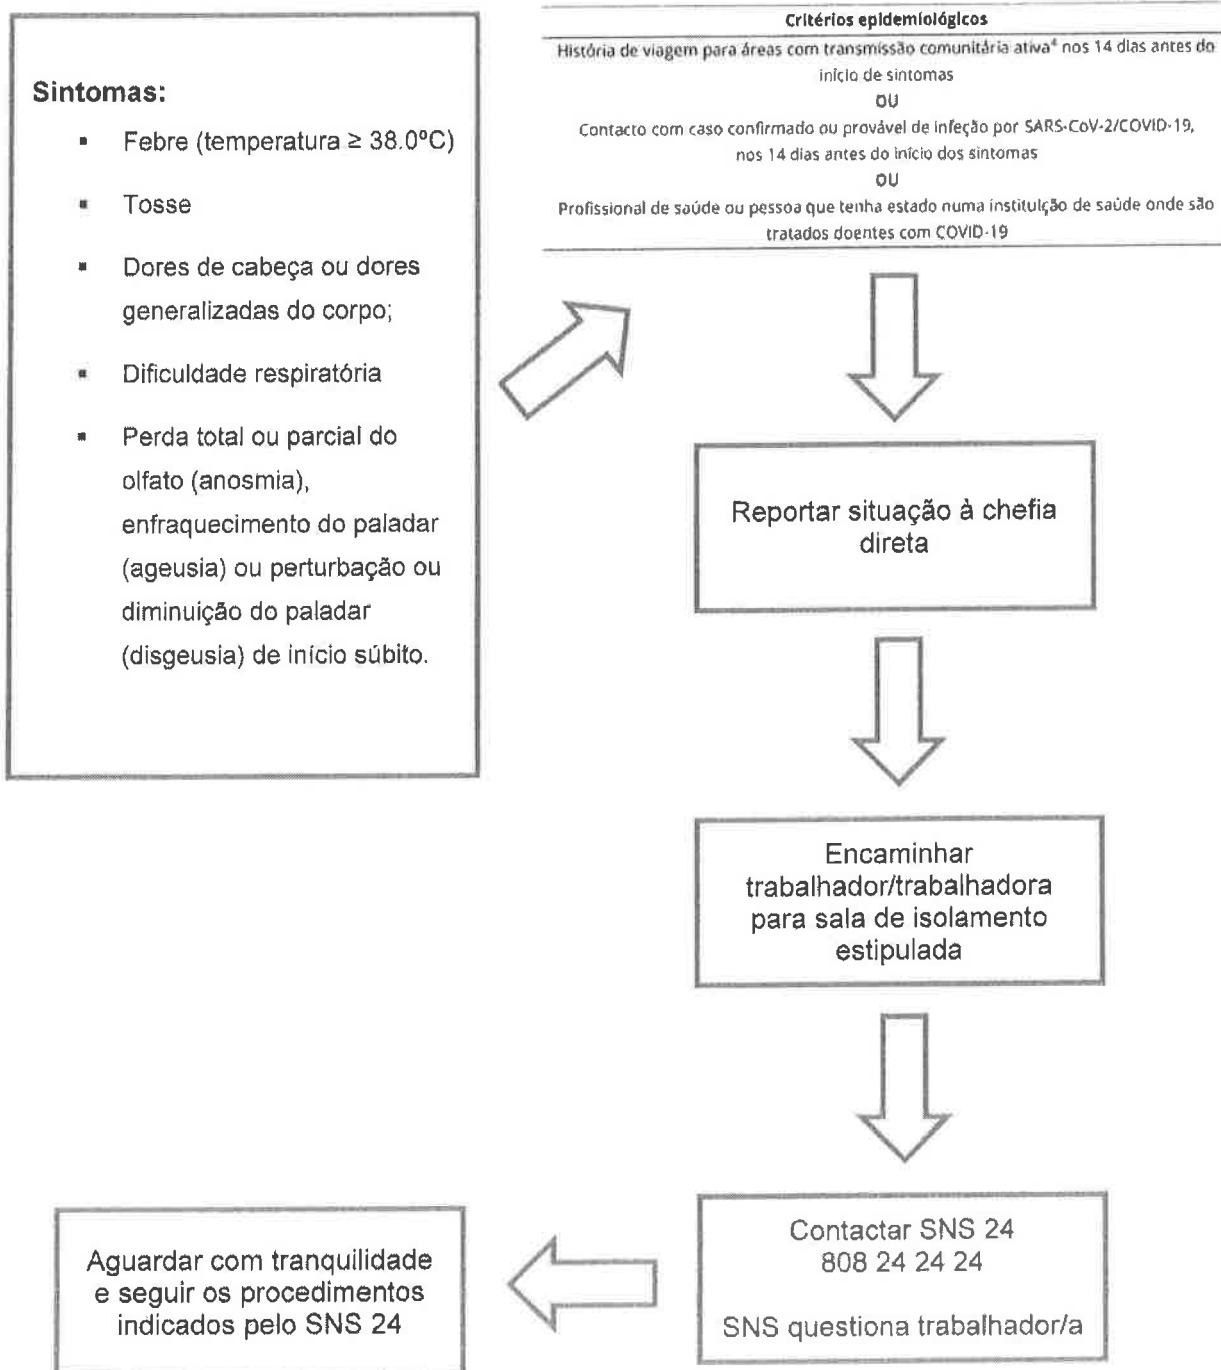 Sintomas:
▪ Febre (temperatura ≥ 38.0ºC)
▪ Tosse
▪ Dores de cabeça ou dores
generalizadas do corpo;
▪ Dificuldade respiratória
▪ Perda total ou parcial do
olfato (anosmia),
enfraquecimento do paladar
(ageusia) ou perturbação ou
diminuição do paladar
(disgeusia) de início súbito.
Critérios epidemiológicos
História de viagem para áreas com transmissão comunitária ativa⁴ nos 14 dias antes do
início de sintomas
OU
Contacto com caso confirmado ou provável de infeção por SARS-CoV-2/COVID-19,
nos 14 dias antes do início dos sintomas
OU
Profissional de saúde ou pessoa que tenha estado numa instituição de saúde onde são
tratados doentes com COVID-19
Reportar situação à chefia
direta
Encaminhar
trabalhador/trabalhadora
para sala de isolamento
estipulada
Contactar SNS 24
808 24 24 24
SNS questiona trabalhador/a
Aguardar com tranquilidade
e seguir os procedimentos
indicados pelo SNS 24